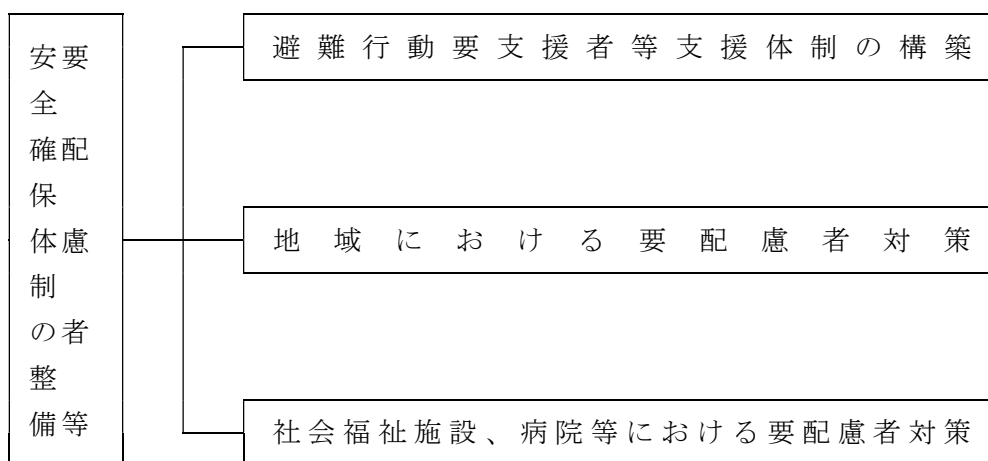 要配慮者等
安全確保体制の整備
避難行動要支援者等支援体制の構築
地域における要配慮者対策
社会福祉施設、病院等における要配慮者対策